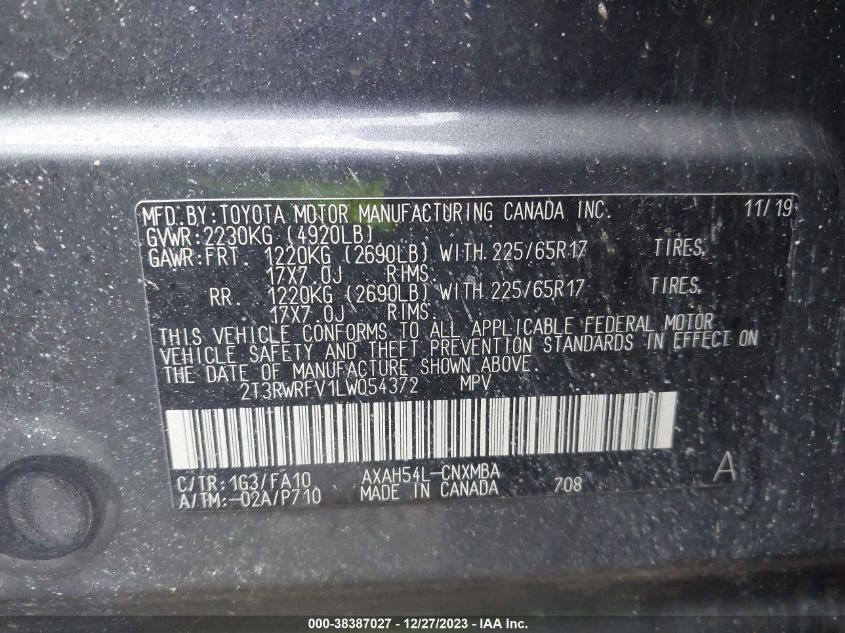 MFD. BY: TOYOTA MOTOR MANUFACTURING CANADA INC. 11/19
GVWR: 2230KG (4920LB)
GAWR: FRT 1220KG (2690LB) WITH 225/65R17 TIRES,
17X7.0J RIMS.
RR. 1220KG (2690LB) WITH 225/65R17 TIRES,
17X7.0J RIMS.
THIS VEHICLE CONFORMS TO ALL APPLICABLE FEDERAL MOTOR
VEHICLE SAFETY AND THEFT PREVENTION STANDARDS IN EFFECT ON
THE DATE OF MANUFACTURE SHOWN ABOVE.
2T3RWRFV1LW054372 MPV
C/TR: 1G3/FA10 AXAH54L-CNXMBA A
A/TM: -02A/P710 MADE IN CANADA 708
000-38387027 - 12/27/2023 - IAA Inc.